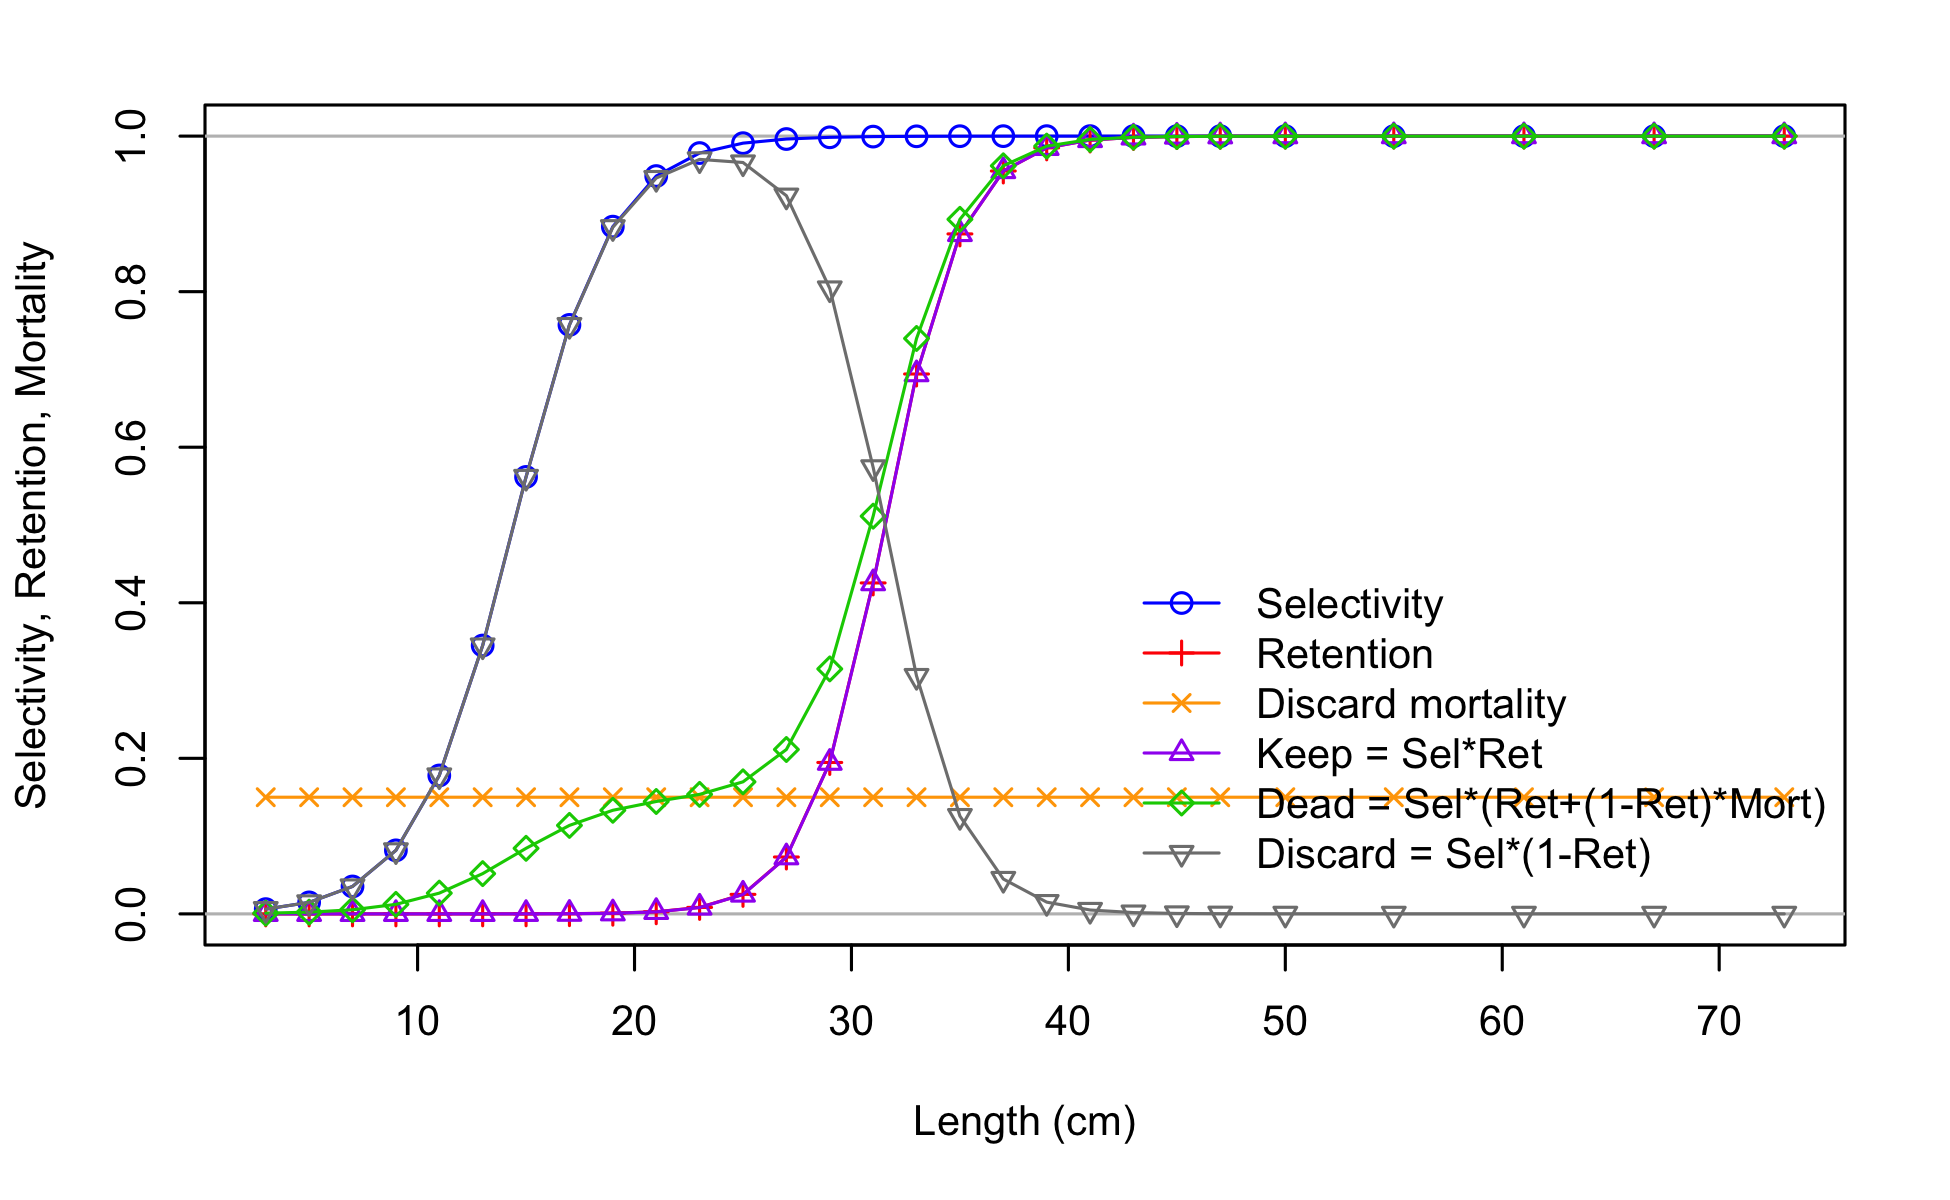 Selectivity, Retention, Mortality
1.0
0.8
0.6
0.4
0.2
0.0
Selectivity
Retention
Discard mortality
Keep = Sel*Ret
Dead = Sel*(Ret+(1-Ret)*Mort)
Discard = Sel*(1-Ret)
10 20 30 40 50 60 70
Length (cm)